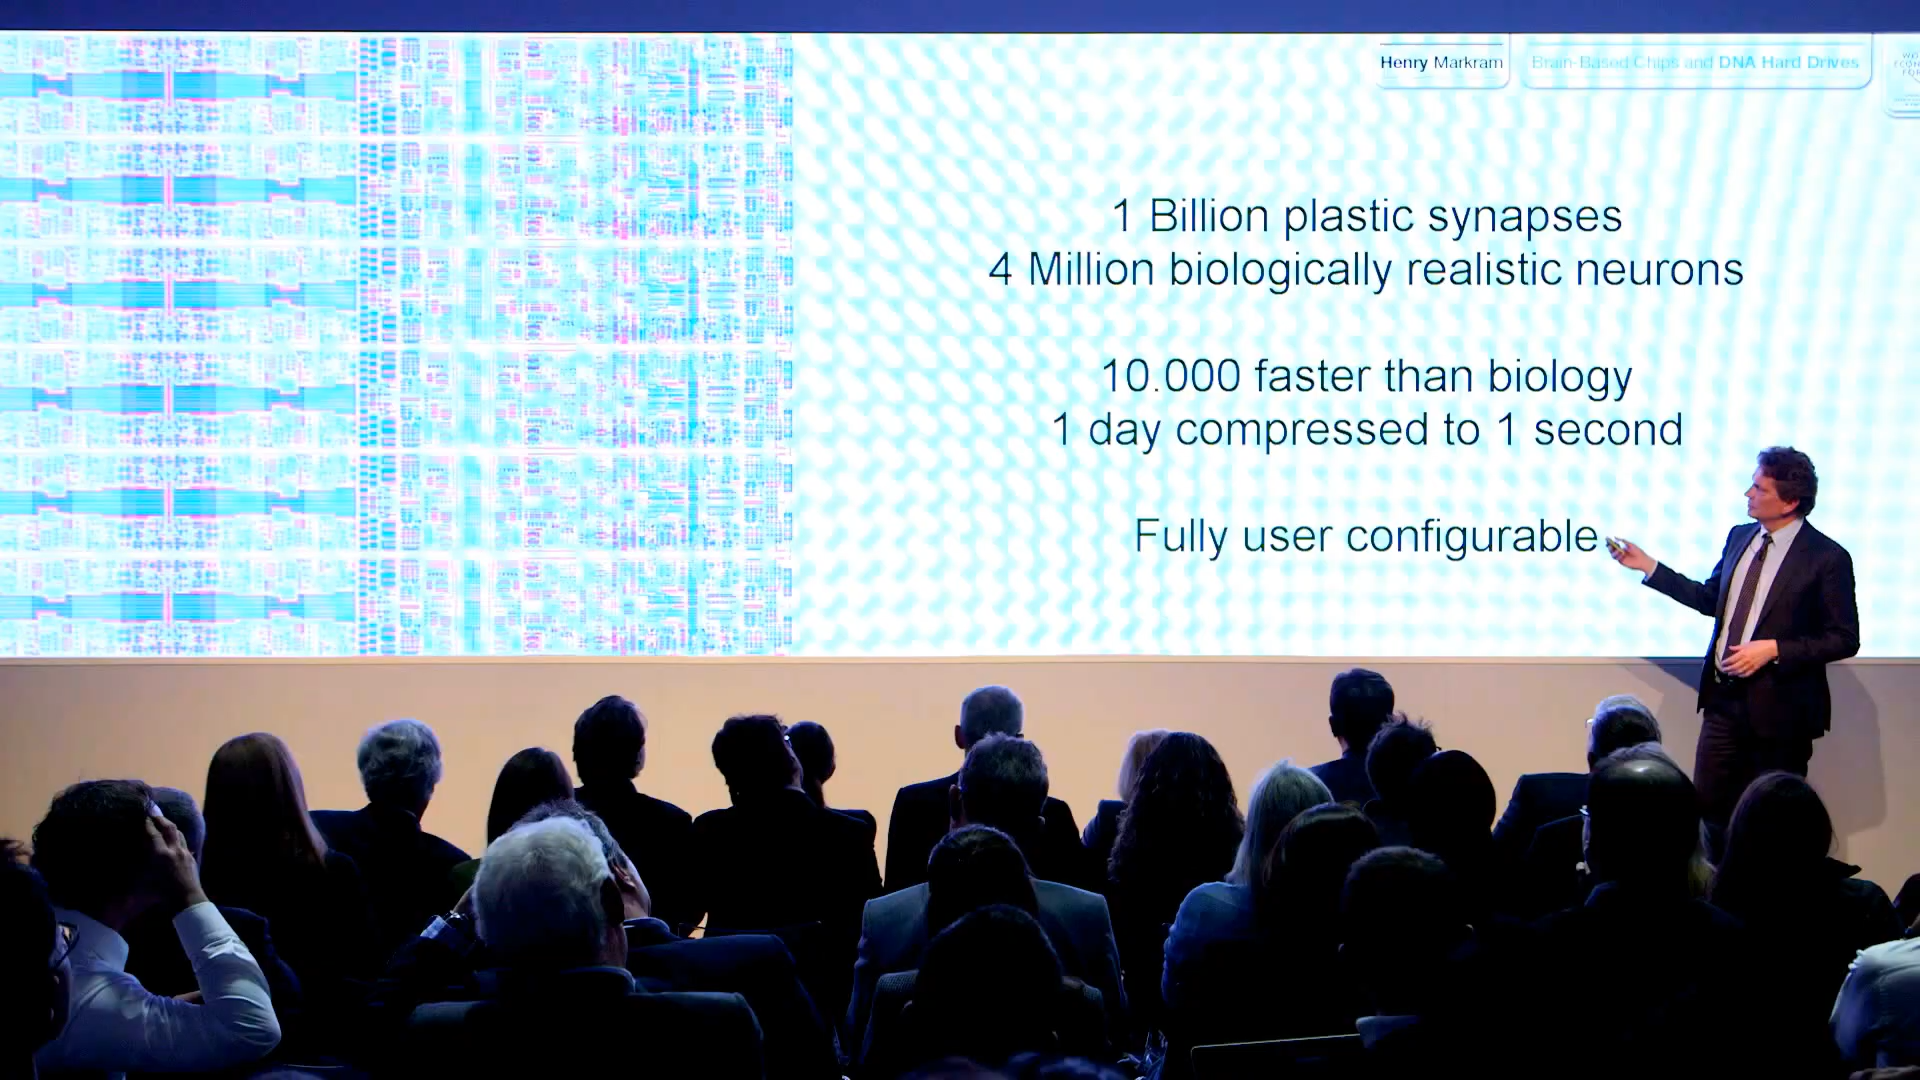 Henry Markram
Brain-Based Chips and DNA Hard Drives
1 Billion plastic synapses
4 Million biologically realistic neurons
10.000 faster than biology
1 day compressed to 1 second
Fully user configurable